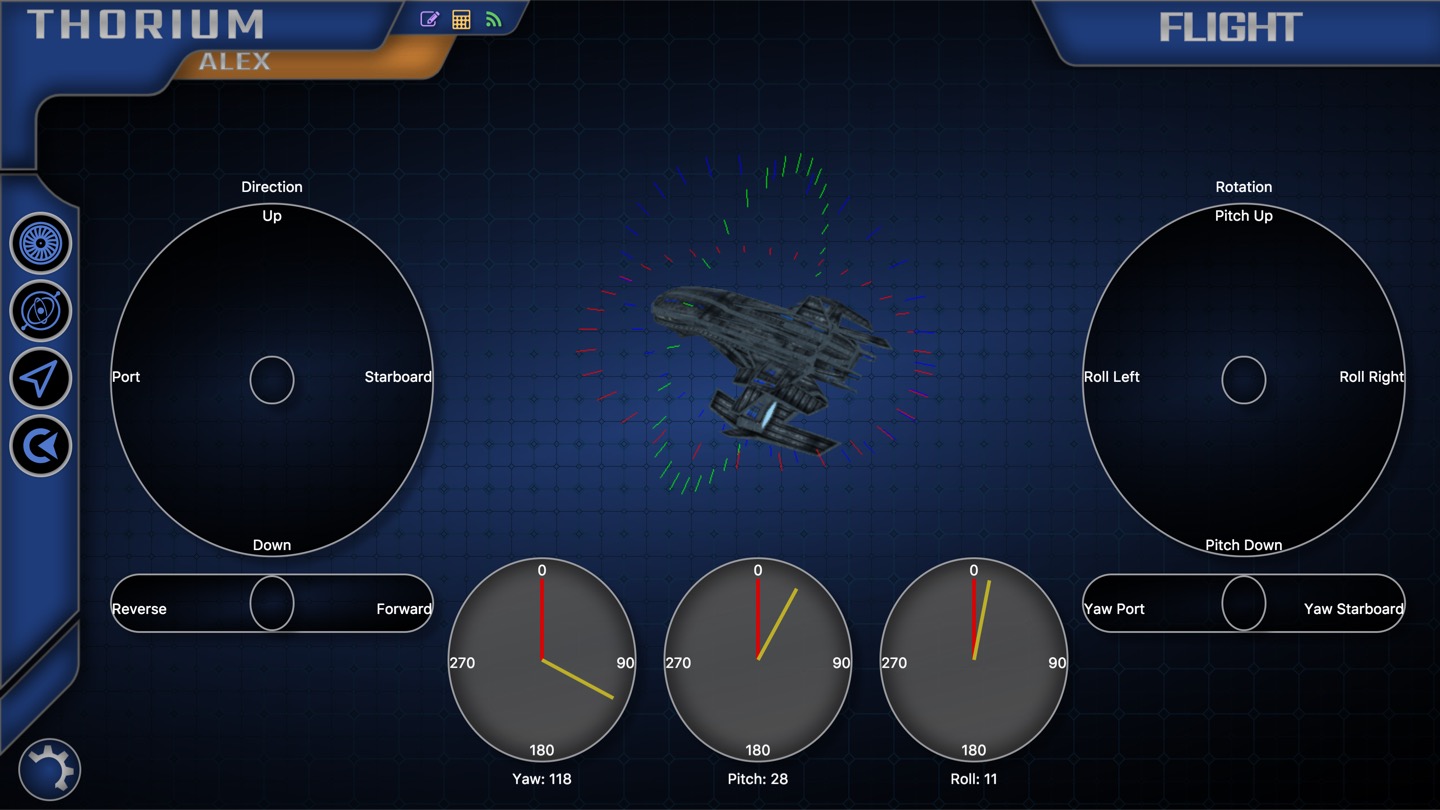 THORIUM
ALEX
FLIGHT
Direction
Up
Port
Starboard
Down
Reverse
Forward
Rotation
Pitch Up
Roll Left
Roll Right
Pitch Down
Yaw Port
Yaw Starboard
0
270
90
180
Yaw: 118
0
270
90
180
Pitch: 28
0
270
90
180
Roll: 11